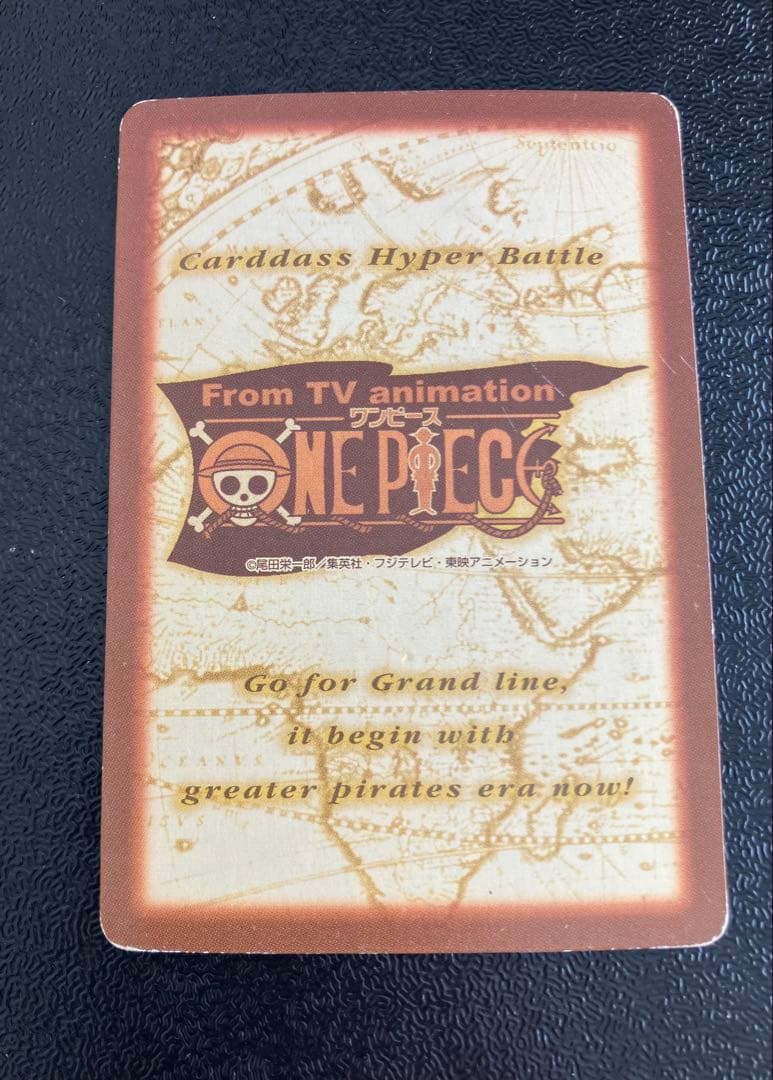 Septentrio
Carddass Hyper Battle
From TV animation
ワンピース
ONE PIECE
©尾田栄一郎／集英社・フジテレビ・東映アニメーション
Go for Grand line,
it begin with
greater pirates era now!